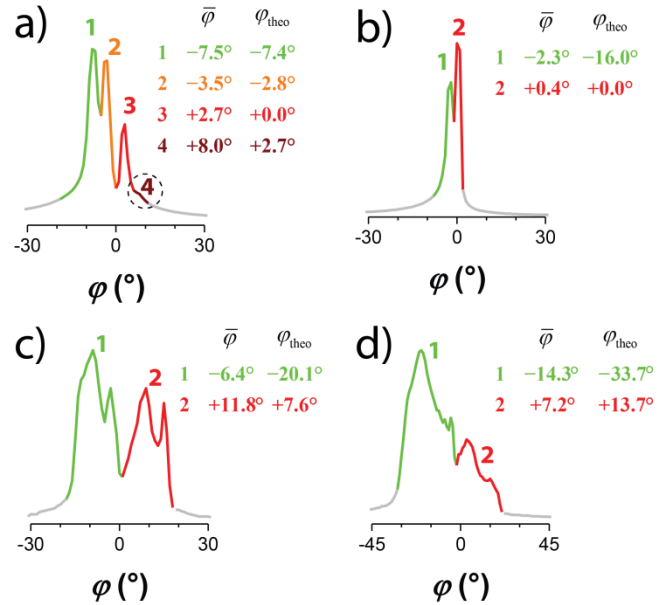 a)
1 2 3 4
φ̄ φtheo
1 −7.5° −7.4°
2 −3.5° −2.8°
3 +2.7° +0.0°
4 +8.0° +2.7°
-30 0 30
φ (°)
b)
1 2
φ̄ φtheo
1 −2.3° −16.0°
2 +0.4° +0.0°
-30 0 30
φ (°)
c)
1 2
φ̄ φtheo
1 −6.4° −20.1°
2 +11.8° +7.6°
-30 0 30
φ (°)
d)
1 2
φ̄ φtheo
1 −14.3° −33.7°
2 +7.2° +13.7°
-45 0 45
φ (°)